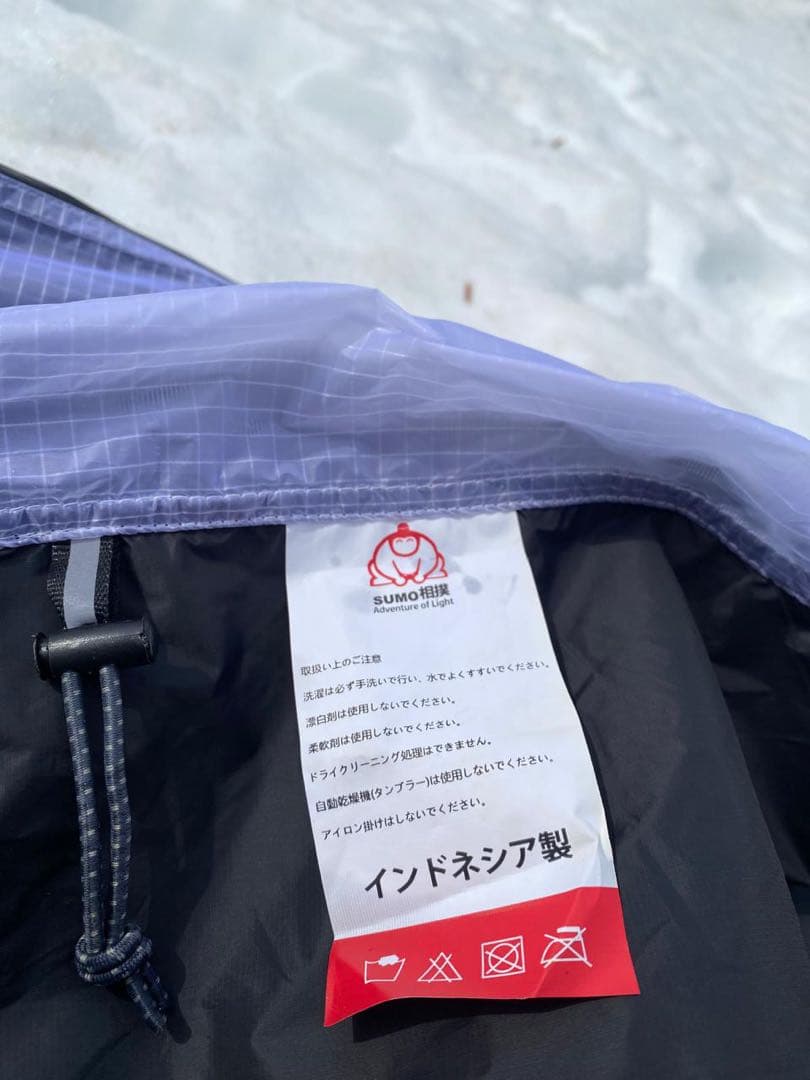 SUMO相撲
Adventure of Light
取扱い上のご注意
洗濯は必ず手洗いで行い、水でよくすすいでください。
漂白剤は使用しないでください。
柔軟剤は使用しないでください。
ドライクリーニング処理はできません。
自動乾燥機(タンブラー)は使用しないでください。
アイロン掛けはしないでください。
インドネシア製